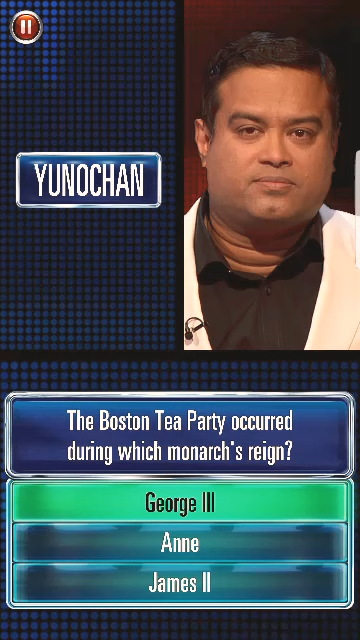 YUNOCHAN
The Boston Tea Party occurred
during which monarch's reign?
George III
Anne
James II